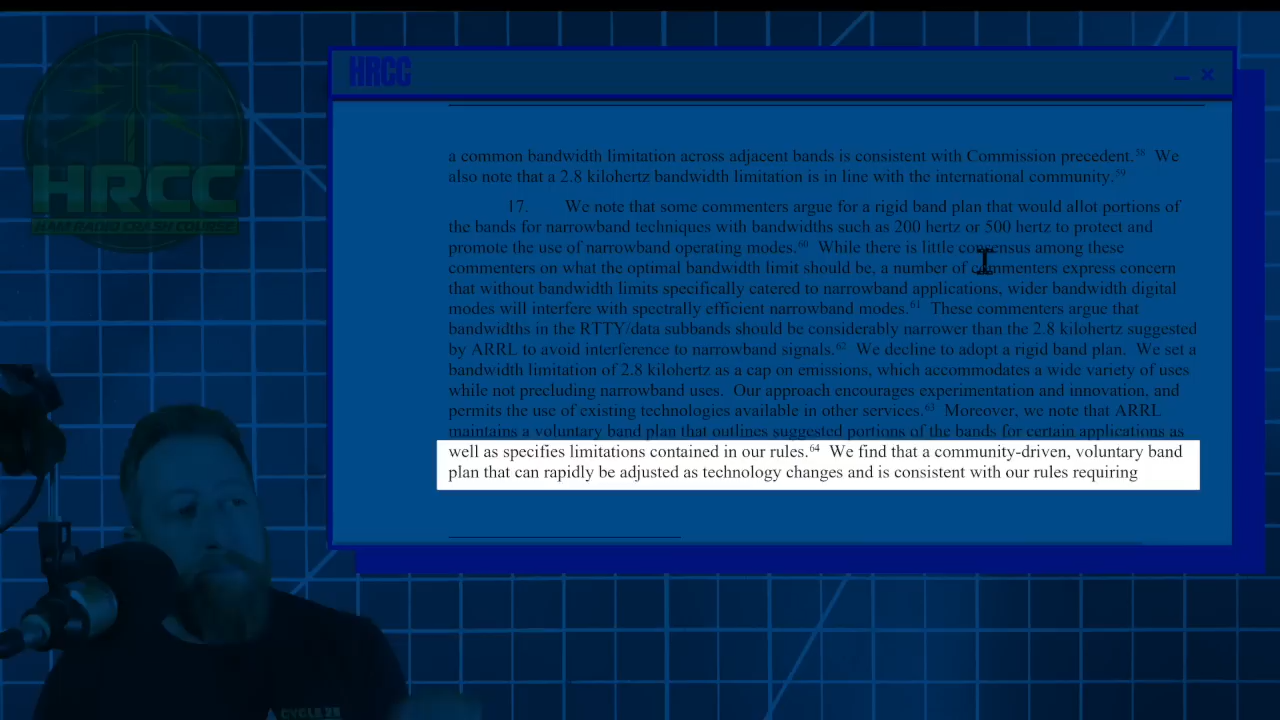 HRCC
HRCC
HAM RADIO CRASH COURSE
a common bandwidth limitation across adjacent bands is consistent with Commission precedent.58 We
also note that a 2.8 kilohertz bandwidth limitation is in line with the international community.59
17. We note that some commenters argue for a rigid band plan that would allot portions of
the bands for narrowband techniques with bandwidths such as 200 hertz or 500 hertz to protect and
promote the use of narrowband operating modes.60 While there is little consensus among these
commenters on what the optimal bandwidth limit should be, a number of commenters express concern
that without bandwidth limits specifically catered to narrowband applications, wider bandwidth digital
modes will interfere with spectrally efficient narrowband modes.61 These commenters argue that
bandwidths in the RTTY/data subbands should be considerably narrower than the 2.8 kilohertz suggested
by ARRL to avoid interference to narrowband signals.62 We decline to adopt a rigid band plan. We set a
bandwidth limitation of 2.8 kilohertz as a cap on emissions, which accommodates a wide variety of uses
while not precluding narrowband uses. Our approach encourages experimentation and innovation, and
permits the use of existing technologies available in other services.63 Moreover, we note that ARRL
maintains a voluntary band plan that outlines suggested portions of the bands for certain applications as
well as specifies limitations contained in our rules.64 We find that a community-driven, voluntary band
plan that can rapidly be adjusted as technology changes and is consistent with our rules requiring
CYCLE 25